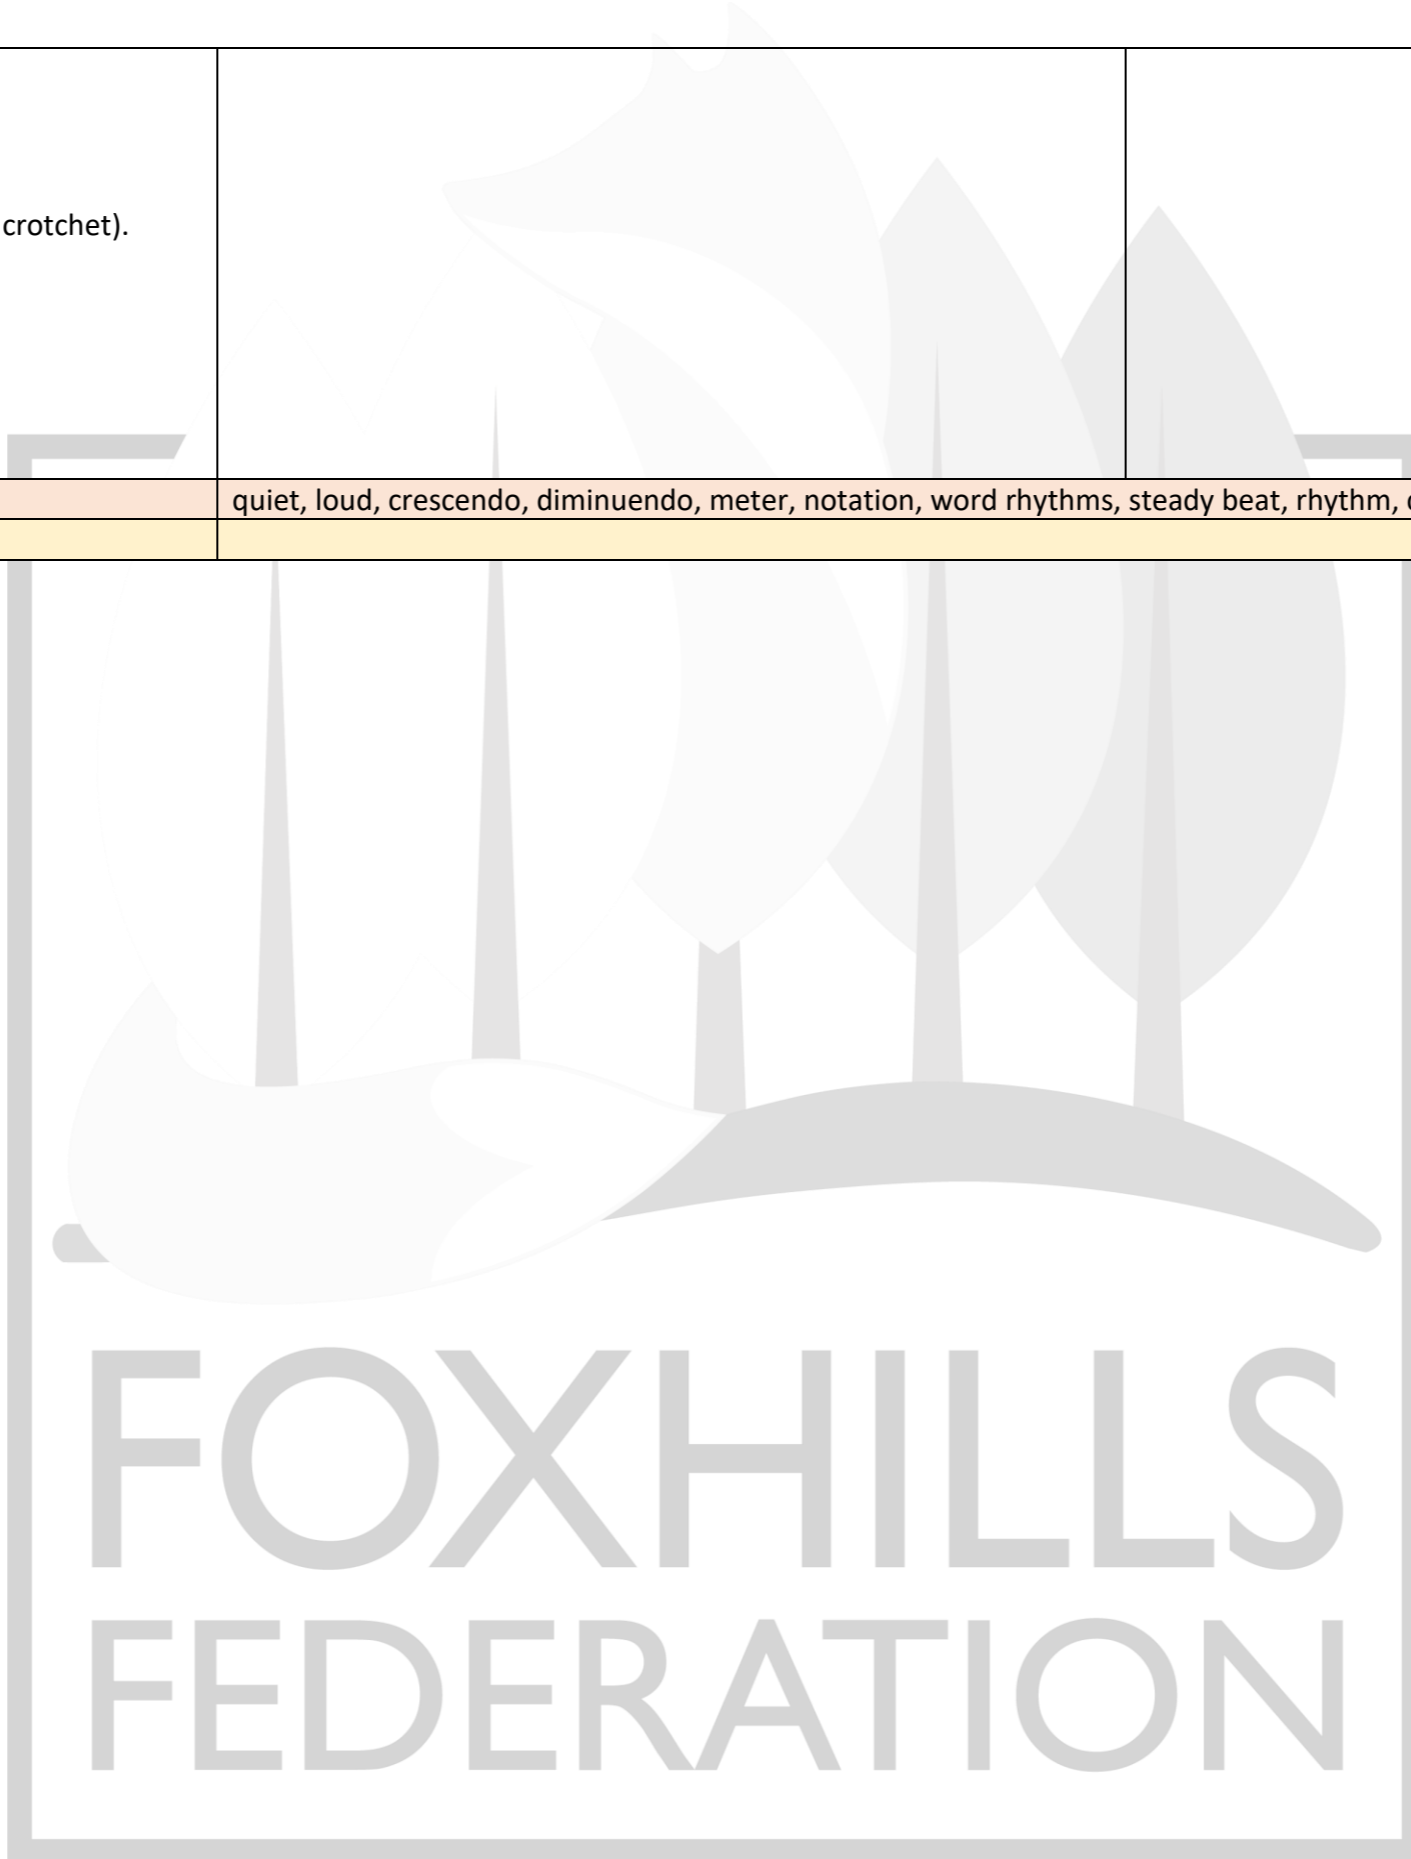 crotchet).
quiet, loud, crescendo, diminuendo, meter, notation, word rhythms, steady beat, rhythm,
FOXHILLS
FEDERATION